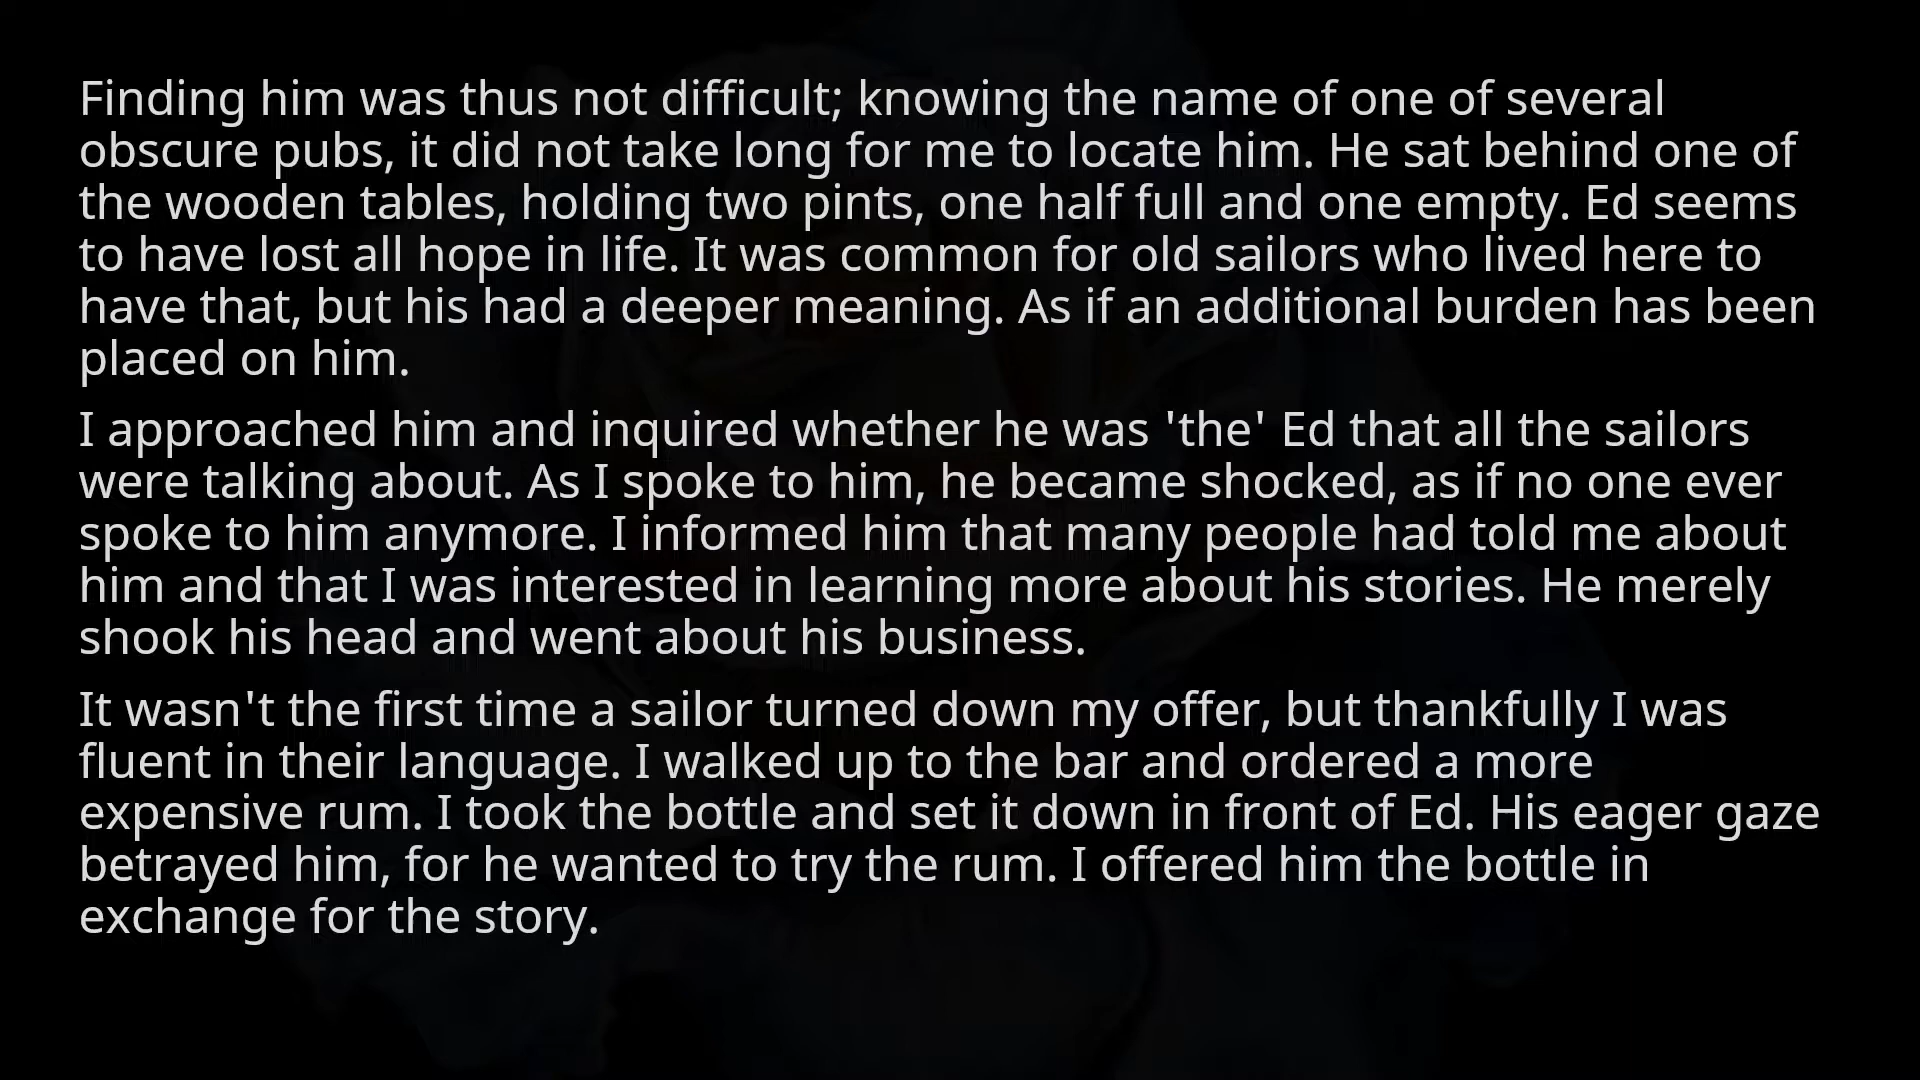 Finding him was thus not difficult; knowing the name of one of several
obscure pubs, it did not take long for me to locate him. He sat behind one of
the wooden tables, holding two pints, one half full and one empty. Ed seems
to have lost all hope in life. It was common for old sailors who lived here to
have that, but his had a deeper meaning. As if an additional burden has been
placed on him.
I approached him and inquired whether he was 'the' Ed that all the sailors
were talking about. As I spoke to him, he became shocked, as if no one ever
spoke to him anymore. I informed him that many people had told me about
him and that I was interested in learning more about his stories. He merely
shook his head and went about his business.
It wasn't the first time a sailor turned down my offer, but thankfully I was
fluent in their language. I walked up to the bar and ordered a more
expensive rum. I took the bottle and set it down in front of Ed. His eager gaze
betrayed him, for he wanted to try the rum. I offered him the bottle in
exchange for the story.